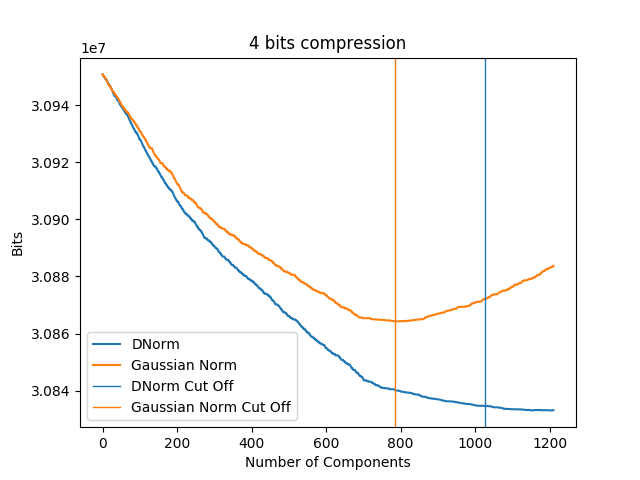 4 bits compression
1e7
3.094
3.092
3.090
3.088
3.086
3.084
Bits
DNorm
Gaussian Norm
DNorm Cut Off
Gaussian Norm Cut Off
0 200 400 600 800 1000 1200
Number of Components